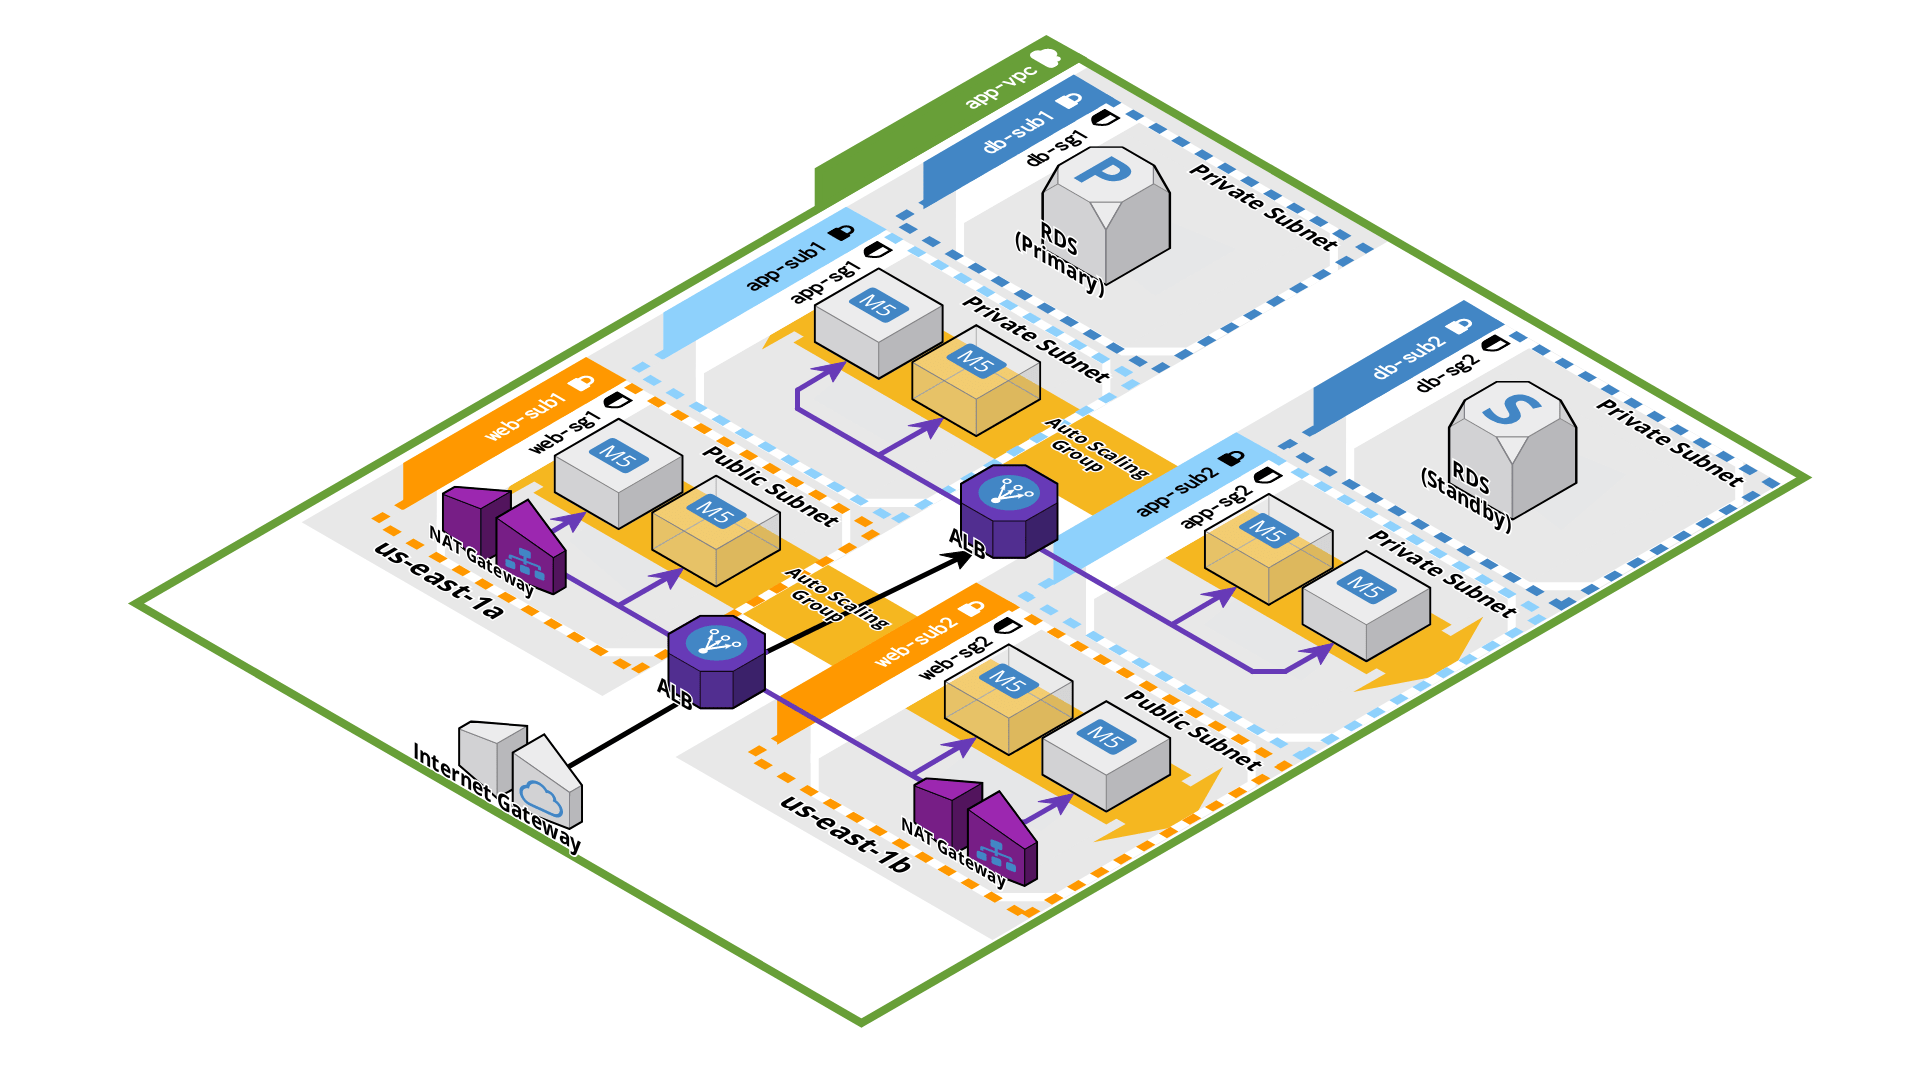 app-vpc
db-sub1
db-sg1
Private Subnet
P
RDS
(Primary)
app-sub1
app-sg1
M5
Private Subnet
M5
Auto Scaling
Group
web-sub1
web-sg1
M5
Public Subnet
M5
Auto Scaling
Group
NAT Gateway
us-east-1a
ALB
ALB
Internet Gateway
db-sub2
db-sg2
Private Subnet
S
RDS
(Standby)
app-sub2
app-sg2
M5
Private Subnet
M5
web-sub2
web-sg2
M5
Public Subnet
M5
NAT Gateway
us-east-1b